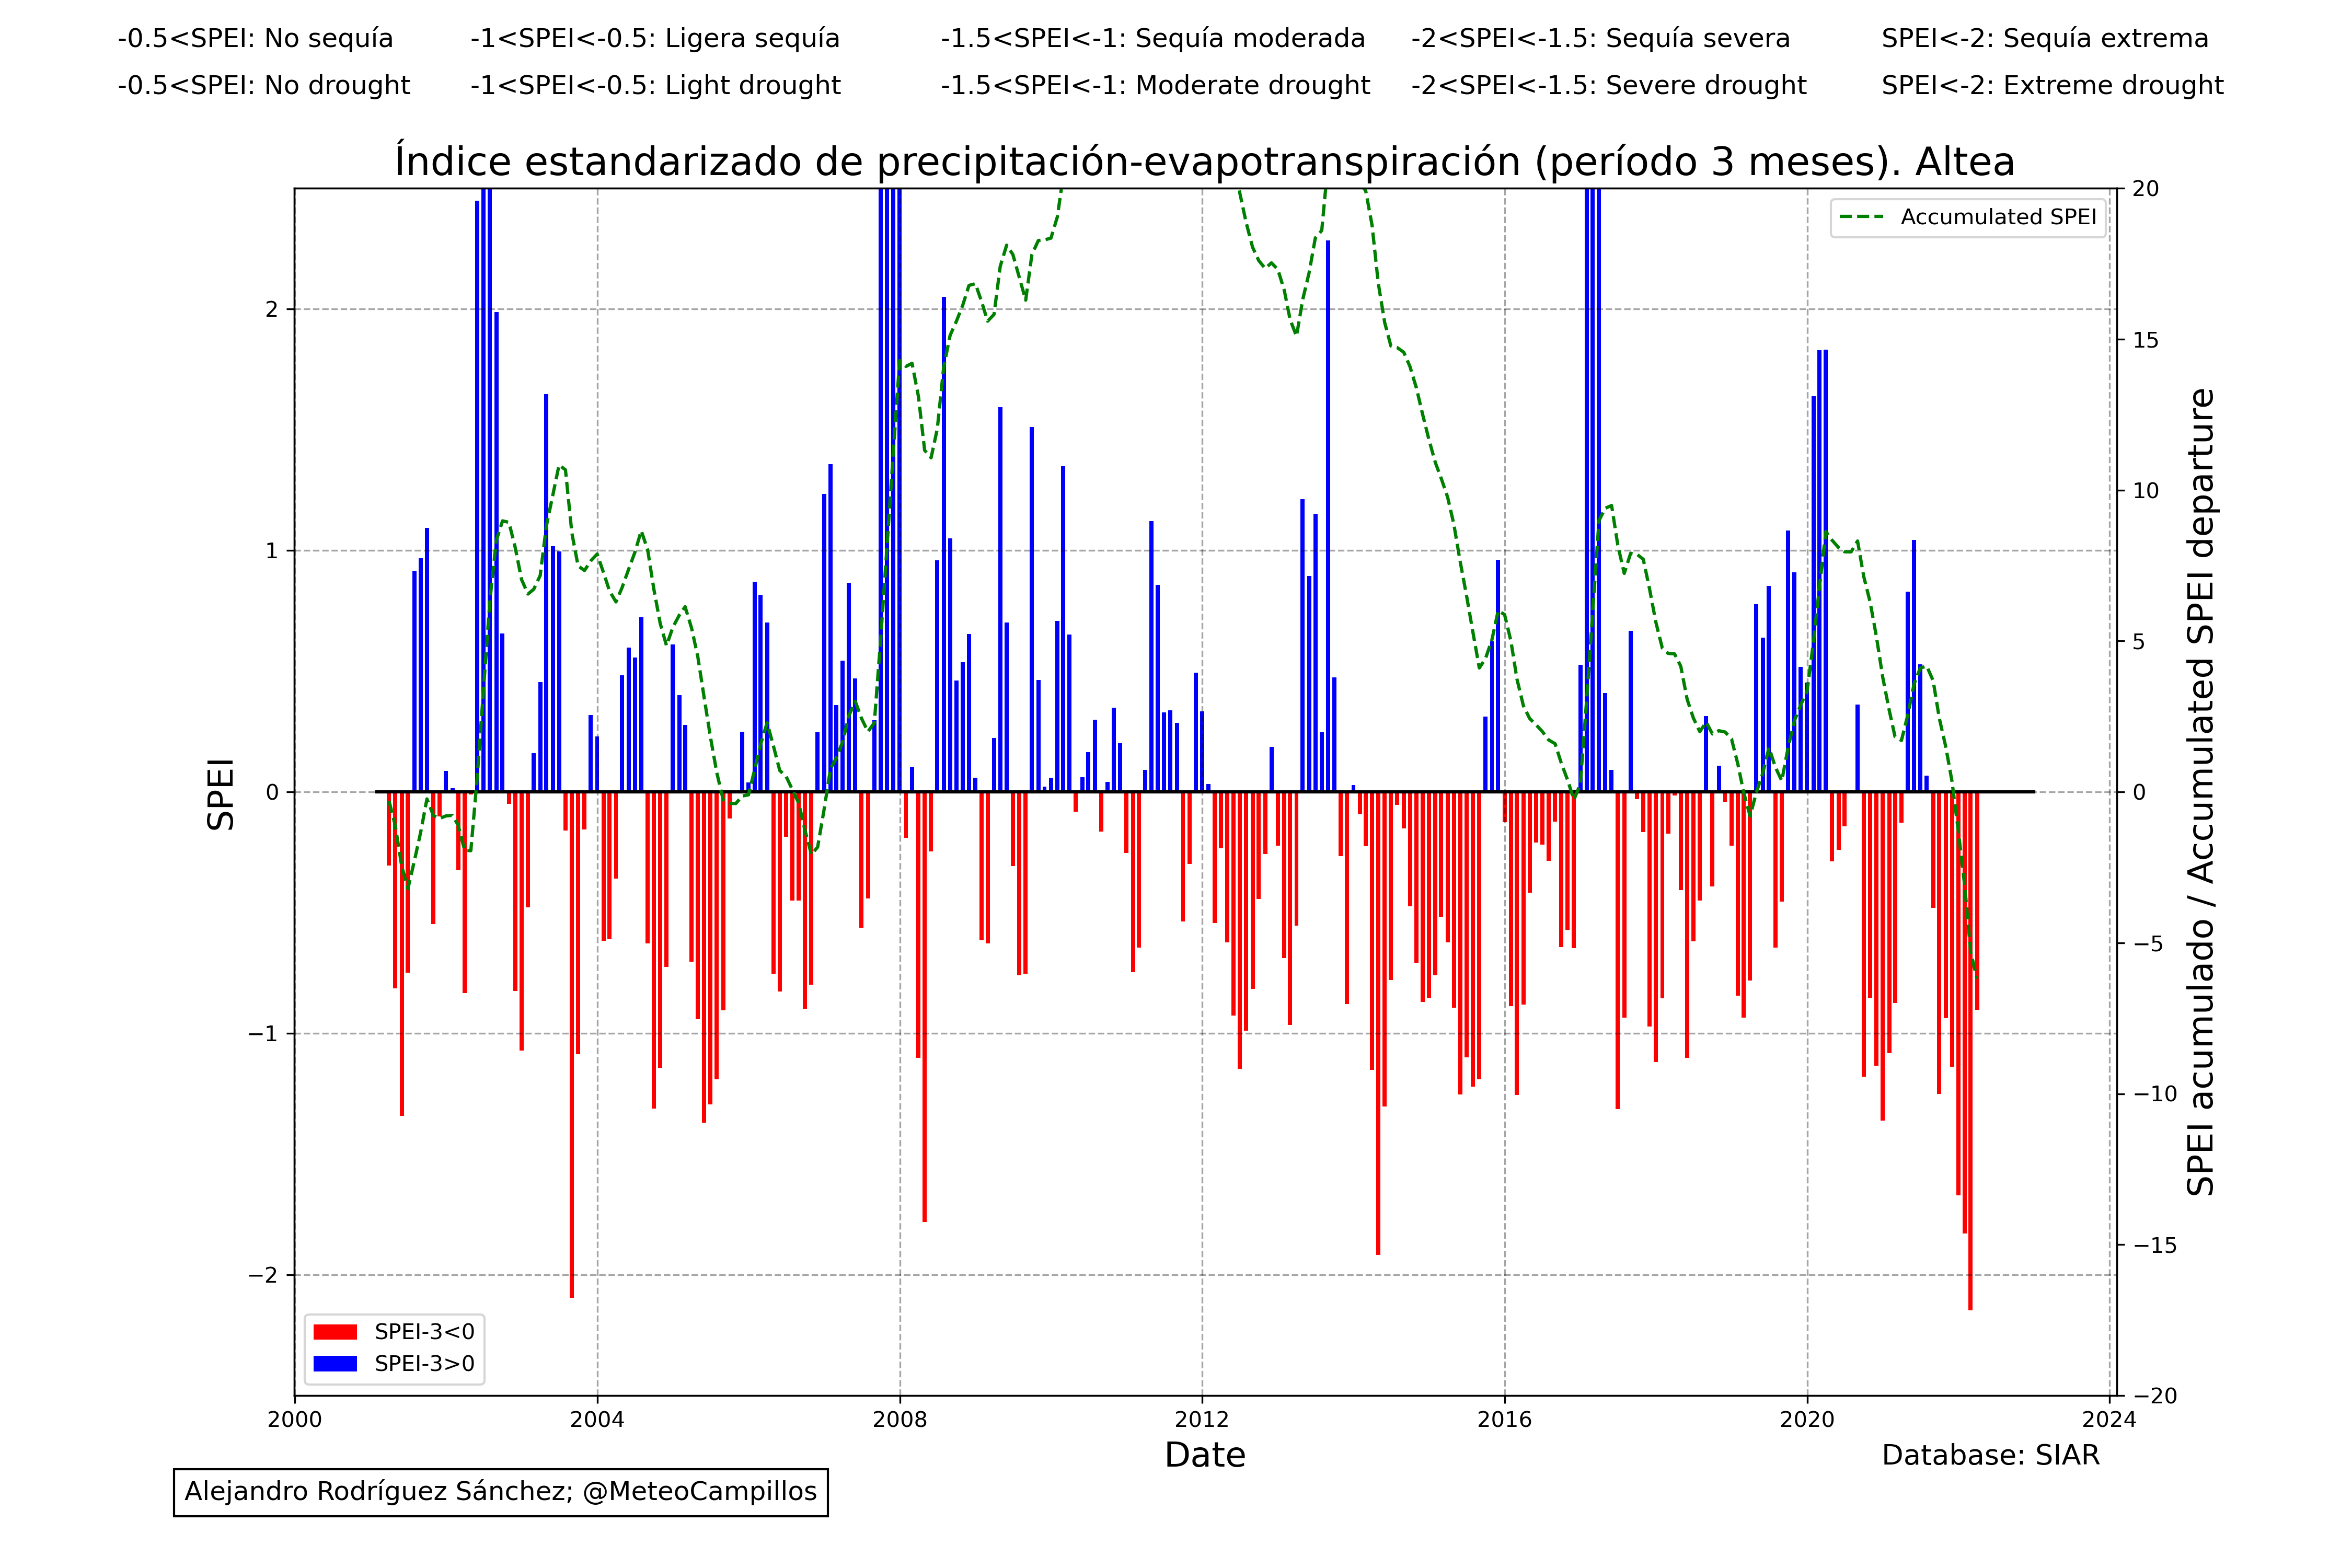 -0.5<SPEI: No sequía -1<SPEI<-0.5: Ligera sequía -1.5<SPEI<-1: Sequía moderada -2<SPEI<-1.5: Sequía severa SPEI<-2: Sequía extrema
-0.5<SPEI: No drought -1<SPEI<-0.5: Light drought -1.5<SPEI<-1: Moderate drought -2<SPEI<-1.5: Severe drought SPEI<-2: Extreme drought
Índice estandarizado de precipitación-evapotranspiración (período 3 meses). Altea
Accumulated SPEI
SPEI
2
1
0
−1
−2
20
15
10
5
0
−5
−10
−15
−20
SPEI acumulado / Accumulated SPEI departure
SPEI-3<0
SPEI-3>0
2000 2004 2008 2012 2016 2020 2024
Date
Database: SIAR
Alejandro Rodríguez Sánchez; @MeteoCampillos